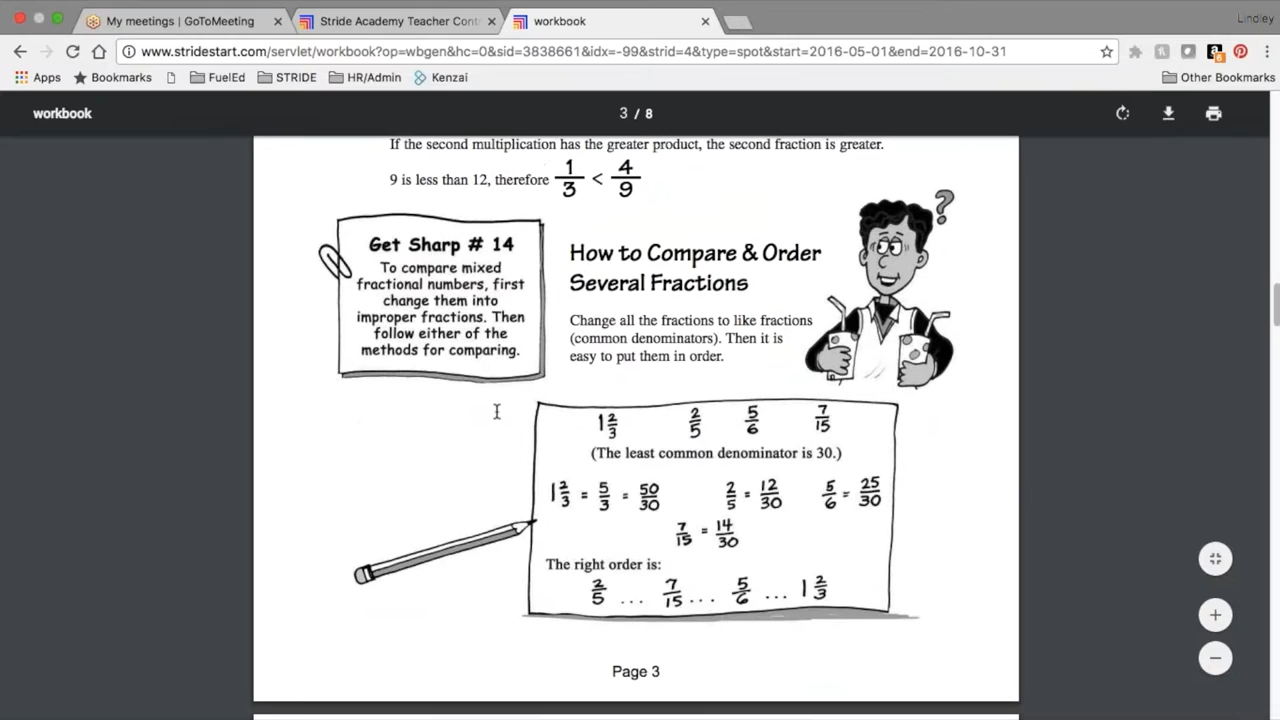 Lindley
My meetings | GoToMeeting
Stride Academy Teacher Cont
workbook
www.stridestart.com/servlet/workbook?op=wbgen&hc=0&sid=3838661&idx=-99&strid=4&type=spot&start=2016-05-01&end=2016-10-31
Apps Bookmarks FuelEd STRIDE HR/Admin Kenzai Other Bookmarks
workbook 3 / 8
If the second multiplication has the greater product, the second fraction is greater.
9 is less than 12, therefore 1/3 < 4/9
Get Sharp # 14
To compare mixed
fractional numbers, first
change them into
improper fractions. Then
follow either of the
methods for comparing.
How to Compare & Order
Several Fractions
Change all the fractions to like fractions
(common denominators). Then it is
easy to put them in order.
?
1 2/3 2/5 5/6 7/15
(The least common denominator is 30.)
1 2/3 = 5/3 = 50/30 2/5 = 12/30 5/6 = 25/30
7/15 = 14/30
The right order is:
2/5 ... 7/15 ... 5/6 ... 1 2/3
Page 3